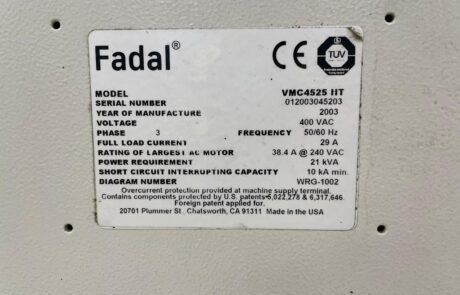 Fadal®
CE
TUV
MODEL VMC4525 HT
SERIAL NUMBER 012003045203
YEAR OF MANUFACTURE 2003
VOLTAGE 400 VAC
PHASE 3 FREQUENCY 50/60 Hz
FULL LOAD CURRENT 29 A
RATING OF LARGEST AC MOTOR 38.4 A @ 240 VAC
POWER REQUIREMENT 21 kVA
SHORT CIRCUIT INTERRUPTING CAPACITY 10 kA min.
DIAGRAM NUMBER WRG-1002
Overcurrent protection provided at machine supply terminal.
Contains components protected by U.S. patents 5,022,278 & 6,317,646.
Foreign patent applied for.
20701 Plummer St., Chatsworth, CA 91311 Made in the USA